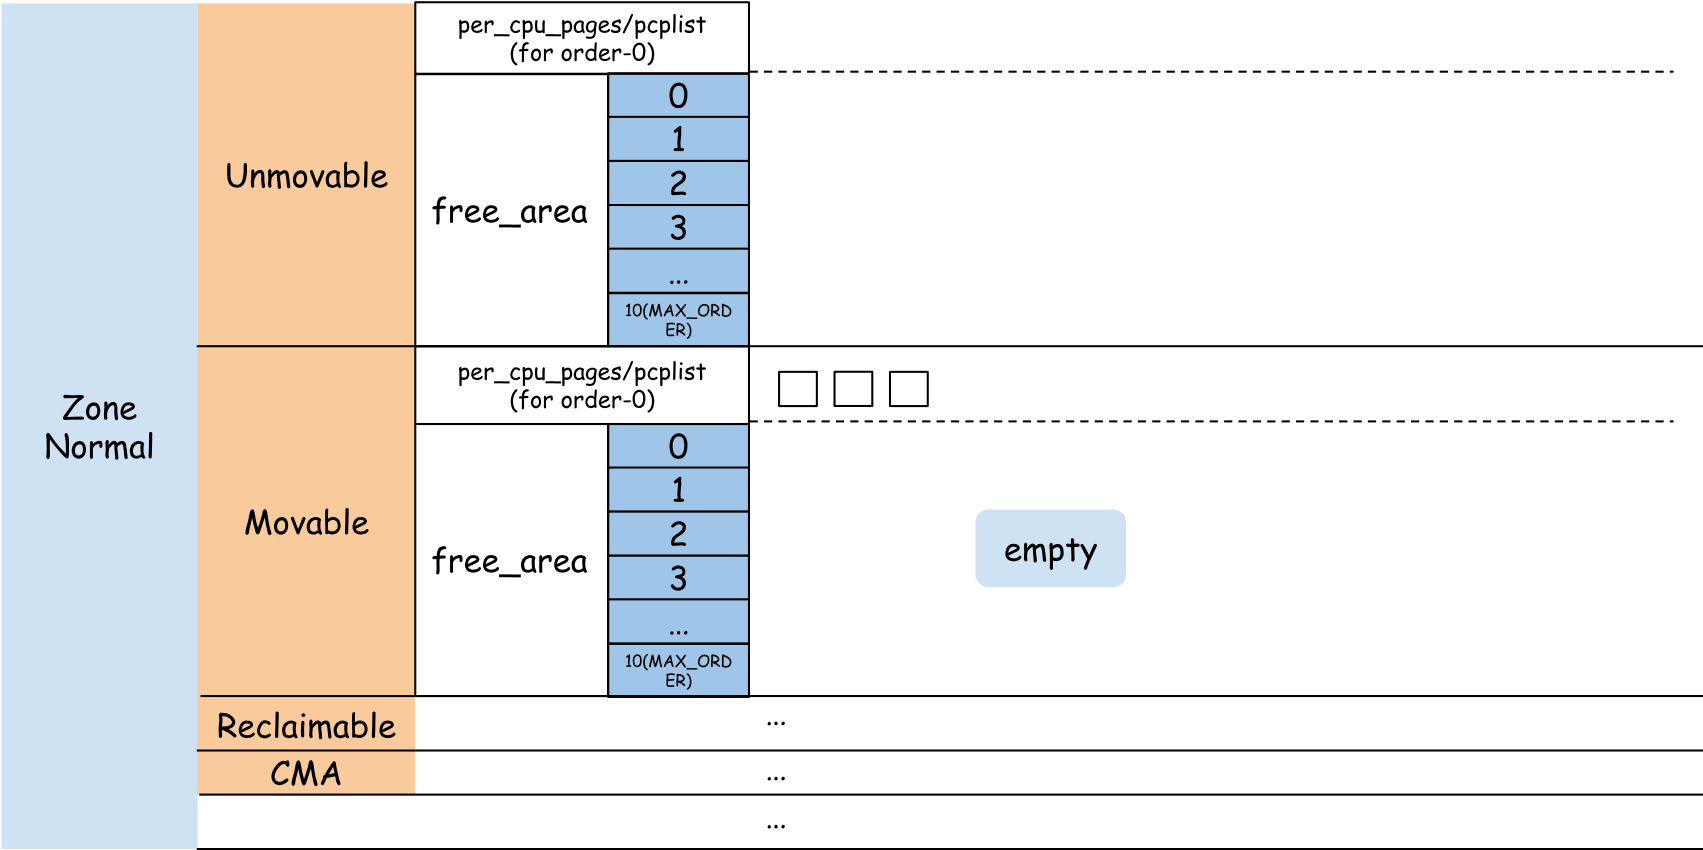 Zone
Normal
Unmovable
per_cpu_pages/pcplist
(for order-0)
free_area
0
1
2
3
...
10(MAX_ORD
ER)
Movable
per_cpu_pages/pcplist
(for order-0)
free_area
0
1
2
3
...
10(MAX_ORD
ER)
empty
Reclaimable
...
CMA
...
...